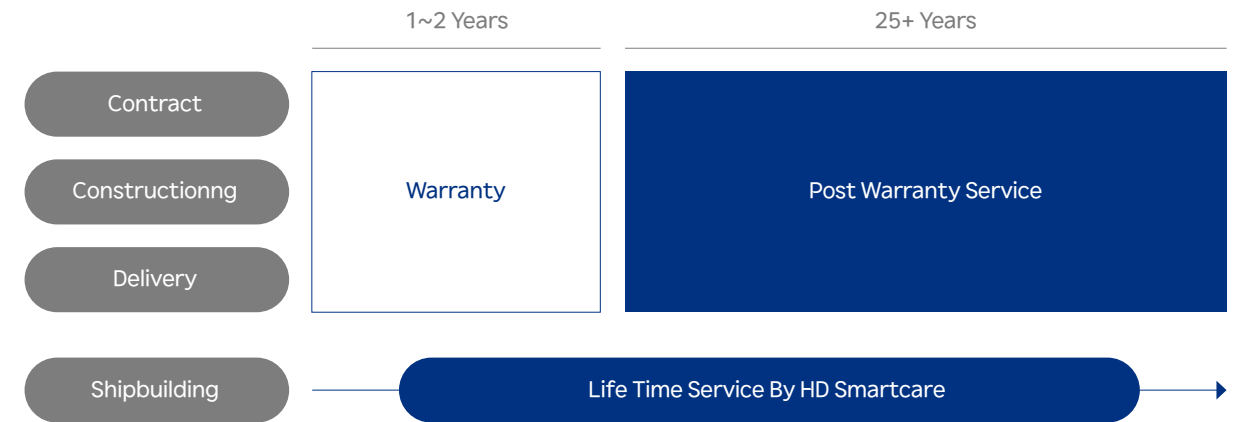 1~2 Years
25+ Years
Contract
Constructionng
Delivery
Warranty
Post Warranty Service
Shipbuilding
Life Time Service By HD Smartcare